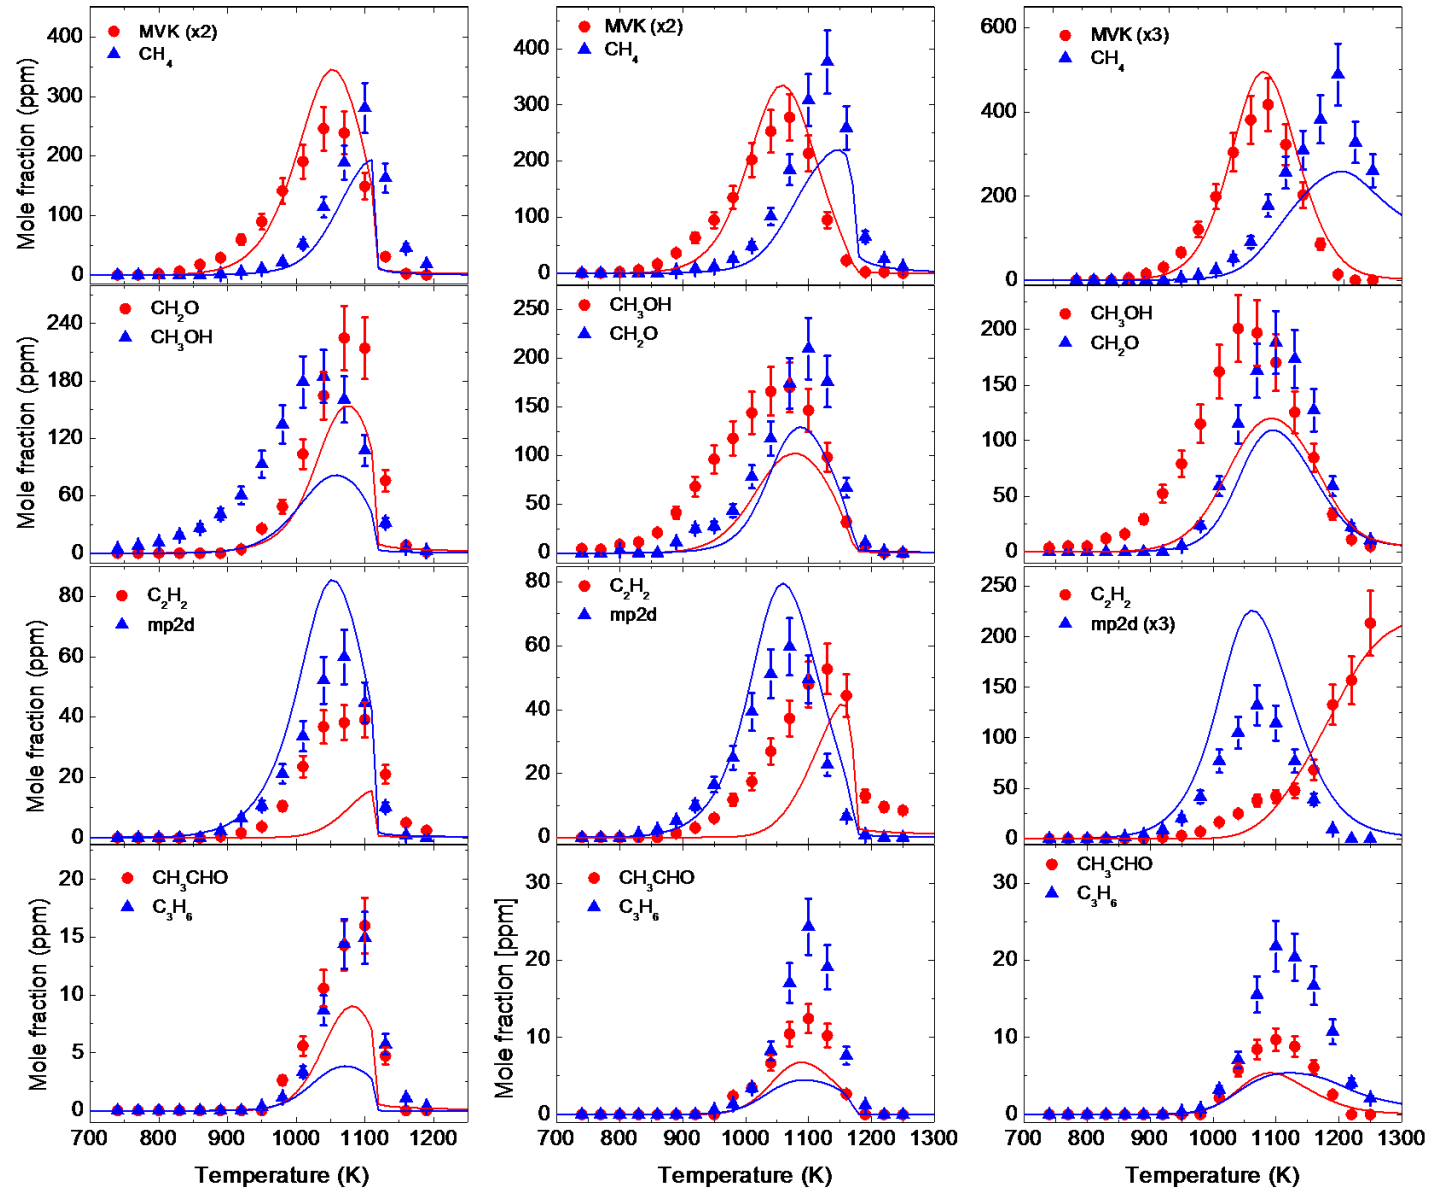 MVK (x2)
CH4
400
300
200
100
0
Mole fraction (ppm)
MVK (x2)
CH4
400
300
200
100
0
MVK (x3)
CH4
600
400
200
0
CH2O
CH3OH
240
180
120
60
0
Mole fraction (ppm)
CH3OH
CH2O
250
200
150
100
50
0
CH3OH
CH2O
200
150
100
50
0
C2H2
mp2d
80
60
40
20
0
Mole fraction (ppm)
C2H2
mp2d
80
60
40
20
0
C2H2
mp2d (x3)
250
200
150
100
50
0
CH3CHO
C3H6
20
15
10
5
0
Mole fraction (ppm)
700 800 900 1000 1100 1200
Temperature (K)
CH3CHO
C3H6
30
20
10
0
Mole fraction [ppm]
700 800 900 1000 1100 1200 1300
Temperature (K)
CH3CHO
C3H6
30
20
10
0
700 800 900 1000 1100 1200 1300
Temperature (K)